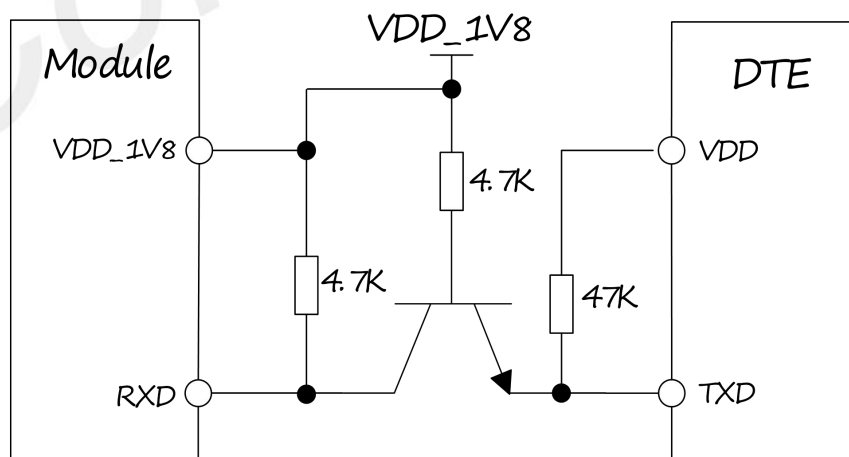 VDD_1V8
Module
DTE
VDD_1V8
VDD
4.7K
4.7K
47K
RXD
TXD